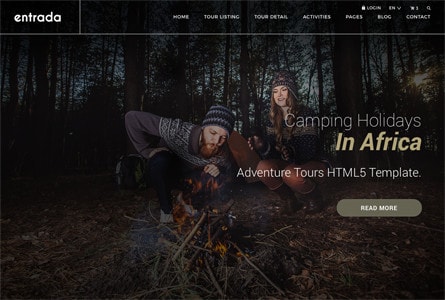 entrada
LOGIN EN 1
HOME TOUR LISTING TOUR DETAIL ACTIVITIES PAGES BLOG CONTACT
Camping Holidays
In Africa
Adventure Tours HTML5 Template.
READ MORE